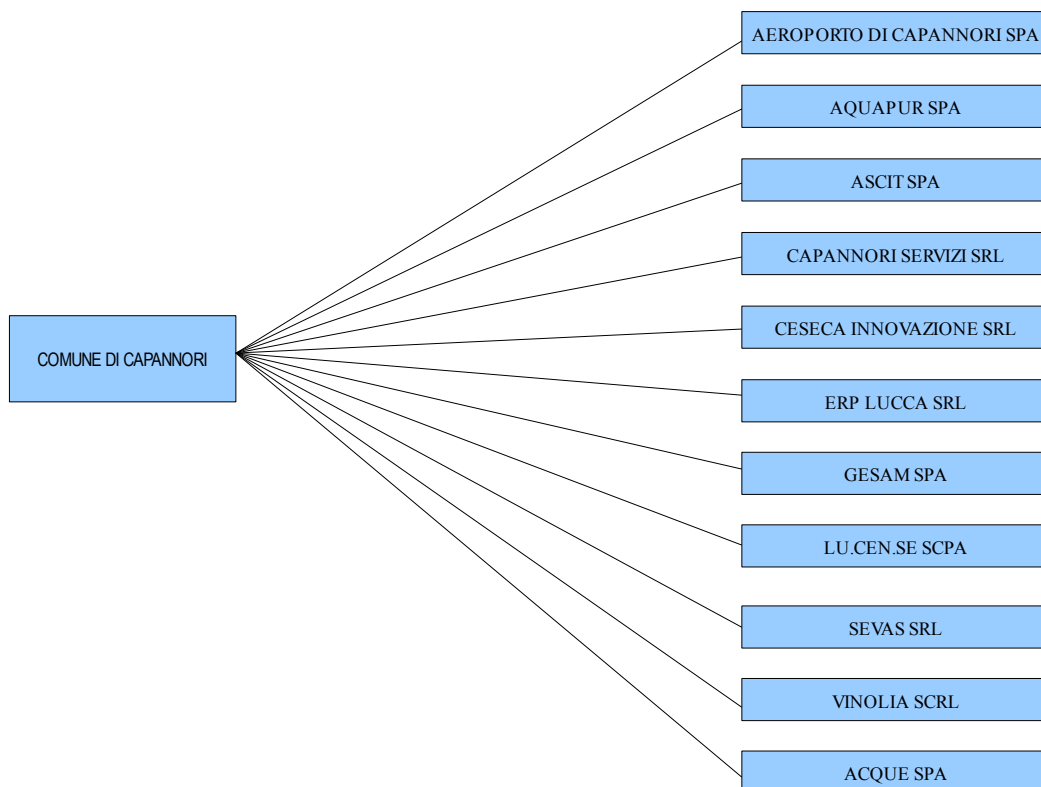 AEROPORTO DI CAPANNORI SPA
AQUAPUR SPA
ASCIT SPA
CAPANNORI SERVIZI SRL
CESECA INNOVAZIONE SRL
COMUNE DI CAPANNORI
ERP LUCCA SRL
GESAM SPA
LU.CEN.SE SCPA
SEVAS SRL
VINOLIA SCRL
ACQUE SPA